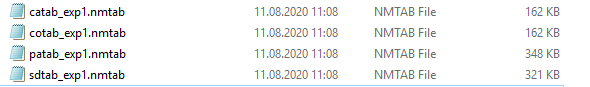 catab_exp1.nmtab 11.08.2020 11:08 NMTAB File 162 KB
cotab_exp1.nmtab 11.08.2020 11:08 NMTAB File 162 KB
patab_exp1.nmtab 11.08.2020 11:08 NMTAB File 348 KB
sdtab_exp1.nmtab 11.08.2020 11:08 NMTAB File 321 KB